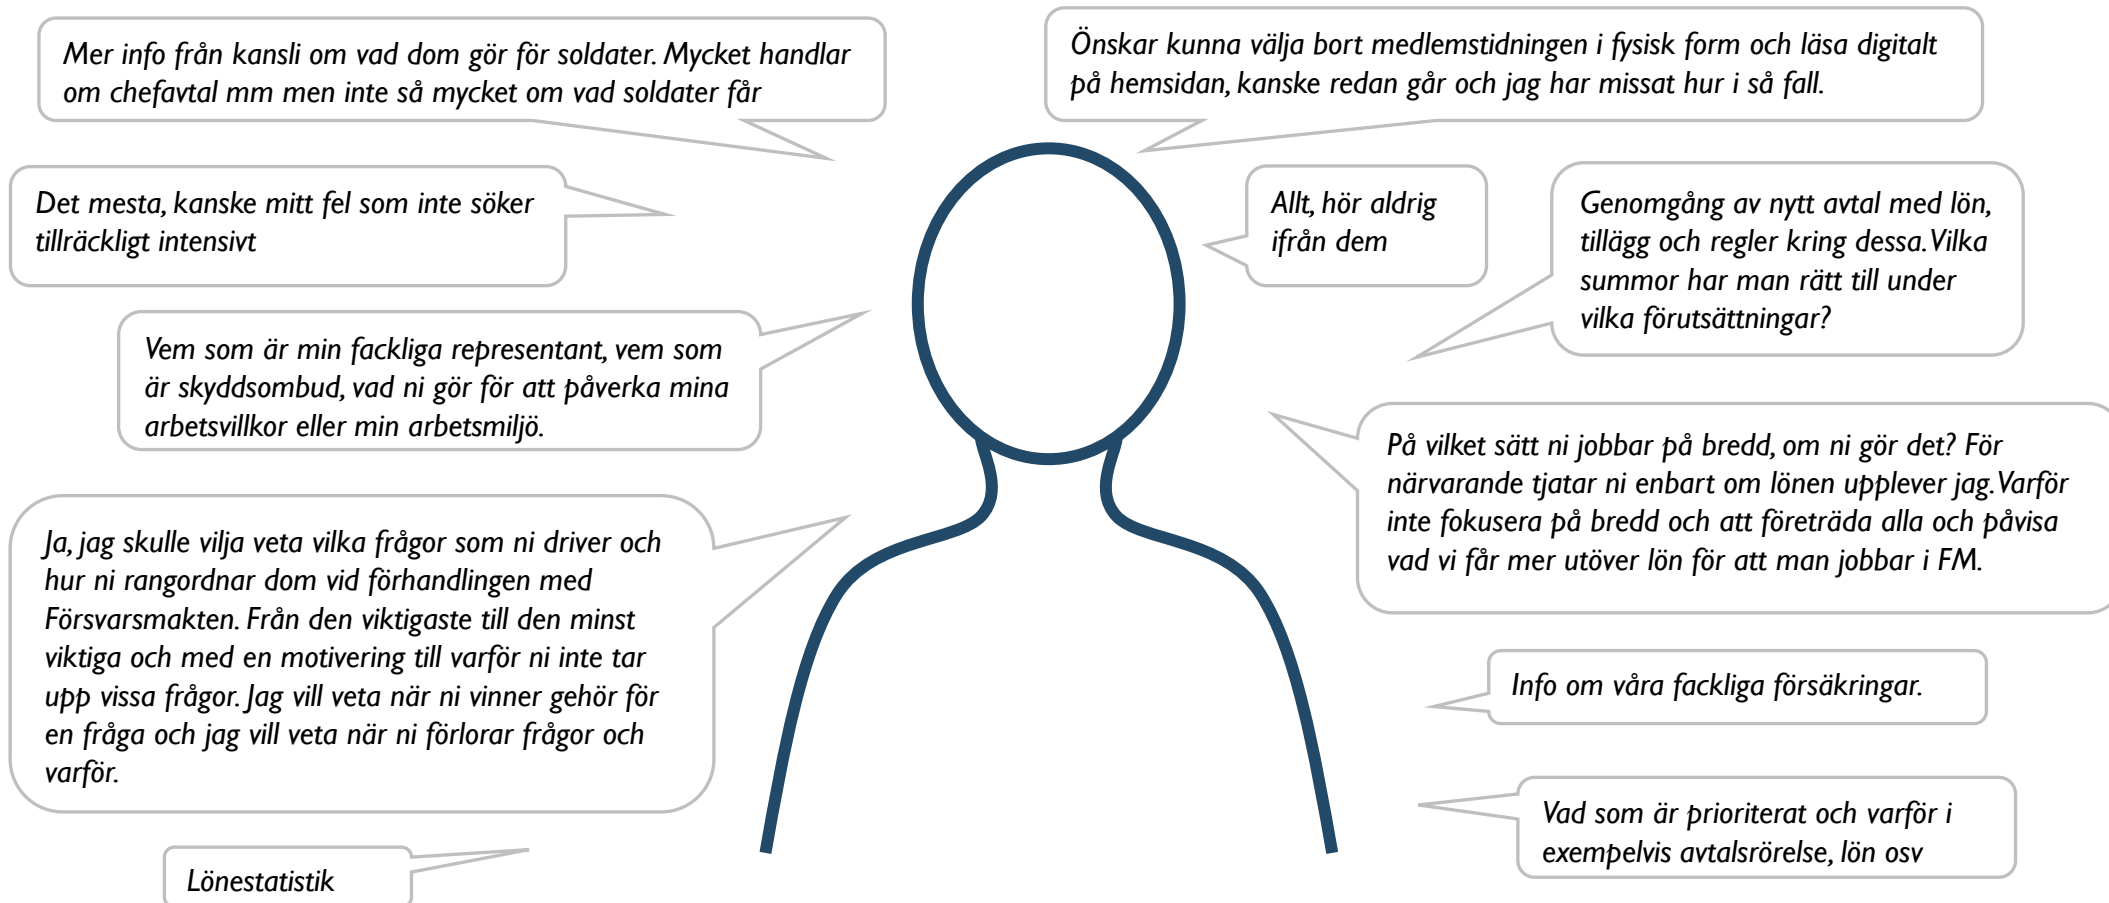 Mer info från kansli om vad dom gör för soldater. Mycket handlar
om chefavtal mm men inte så mycket om vad soldater får
Önskar kunna välja bort medlemstidningen i fysisk form och läsa digitalt
på hemsidan, kanske redan går och jag har missat hur i så fall.
Det mesta, kanske mitt fel som inte söker
tillräckligt intensivt
Allt, hör aldrig
ifrån dem
Genomgång av nytt avtal med lön,
tillägg och regler kring dessa. Vilka
summor har man rätt till under
vilka förutsättningar?
Vem som är min fackliga representant, vem som
är skyddsombud, vad ni gör för att påverka mina
arbetsvillkor eller min arbetsmiljö.
På vilket sätt ni jobbar på bredd, om ni gör det? För
närvarande tjatar ni enbart om lönen upplever jag. Varför
inte fokusera på bredd och att företräda alla och påvisa
vad vi får mer utöver lön för att man jobbar i FM.
Ja, jag skulle vilja veta vilka frågor som ni driver och
hur ni rangordnar dom vid förhandlingen med
Försvarsmakten. Från den viktigaste till den minst
viktiga och med en motivering till varför ni inte tar
upp vissa frågor. Jag vill veta när ni vinner gehör för
en fråga och jag vill veta när ni förlorar frågor och
varför.
Info om våra fackliga försäkringar.
Vad som är prioriterat och varför i
exempelvis avtalsrörelse, lön osv
Lönestatistik